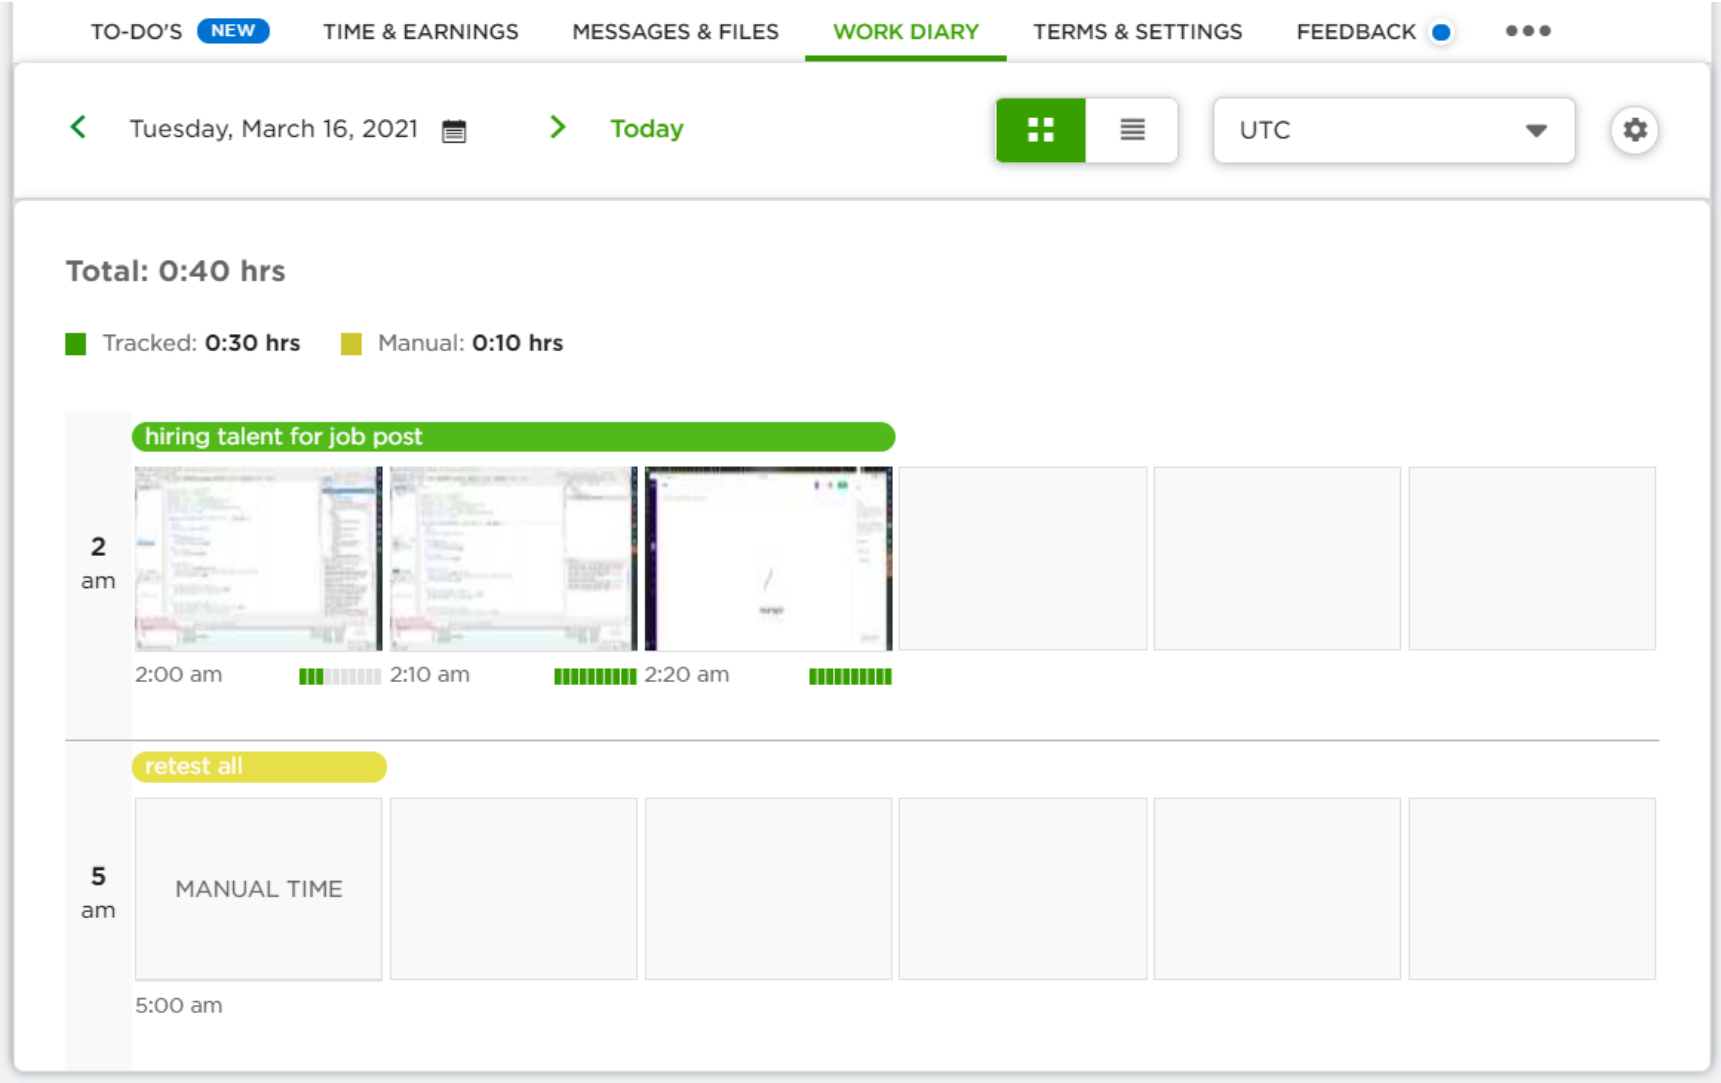 TO-DO'S NEW TIME & EARNINGS MESSAGES & FILES WORK DIARY TERMS & SETTINGS FEEDBACK
Tuesday, March 16, 2021 Today UTC
Total: 0:40 hrs
Tracked: 0:30 hrs Manual: 0:10 hrs
hiring talent for job post
2
am
2:00 am 2:10 am 2:20 am
retest all
5
am
MANUAL TIME
5:00 am